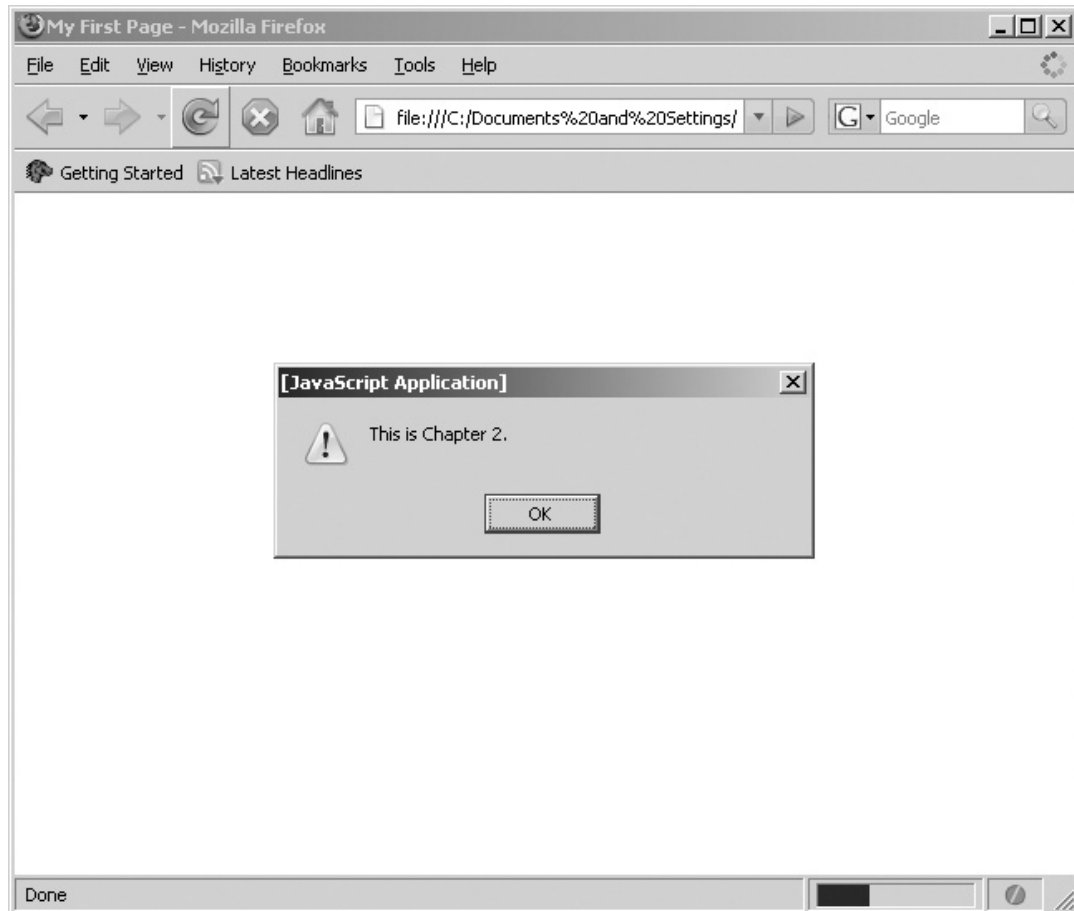 My First Page - Mozilla Firefox
File Edit View History Bookmarks Tools Help
file:///C:/Documents%20and%20Settings/ G Google
Getting Started Latest Headlines
[JavaScript Application]
This is Chapter 2.
OK
Done